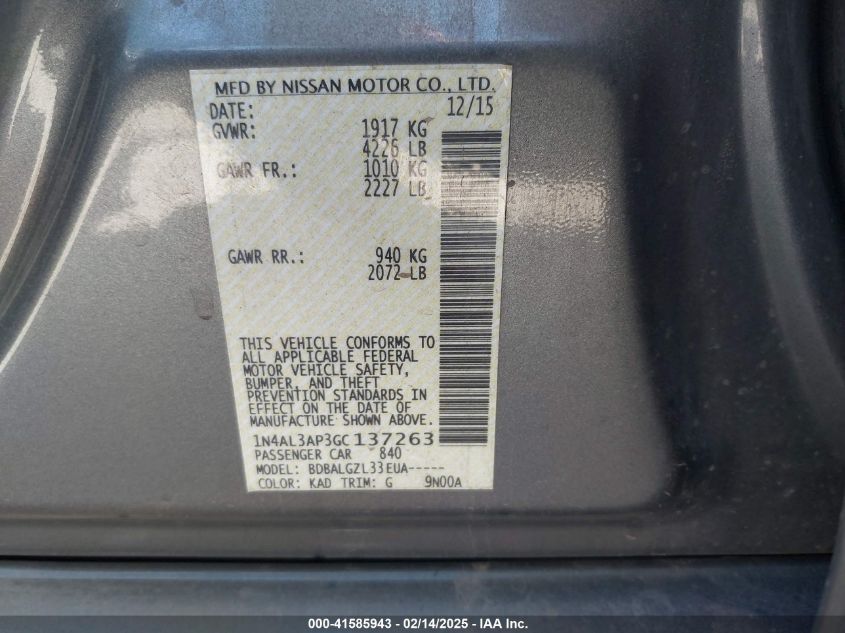 MFD BY NISSAN MOTOR CO., LTD.
DATE: 12/15
GVWR: 1917 KG
4226 LB
GAWR FR.: 1010 KG
2227 LB
GAWR RR.: 940 KG
2072 LB
THIS VEHICLE CONFORMS TO
ALL APPLICABLE FEDERAL
MOTOR VEHICLE SAFETY,
BUMPER, AND THEFT
PREVENTION STANDARDS IN
EFFECT ON THE DATE OF
MANUFACTURE SHOWN ABOVE.
1N4AL3AP3GC137263
PASSENGER CAR 840
MODEL: BDBALGZL33EUA-----
COLOR: KAD TRIM: G 9N00A
000-41585943 - 02/14/2025 - IAA Inc.